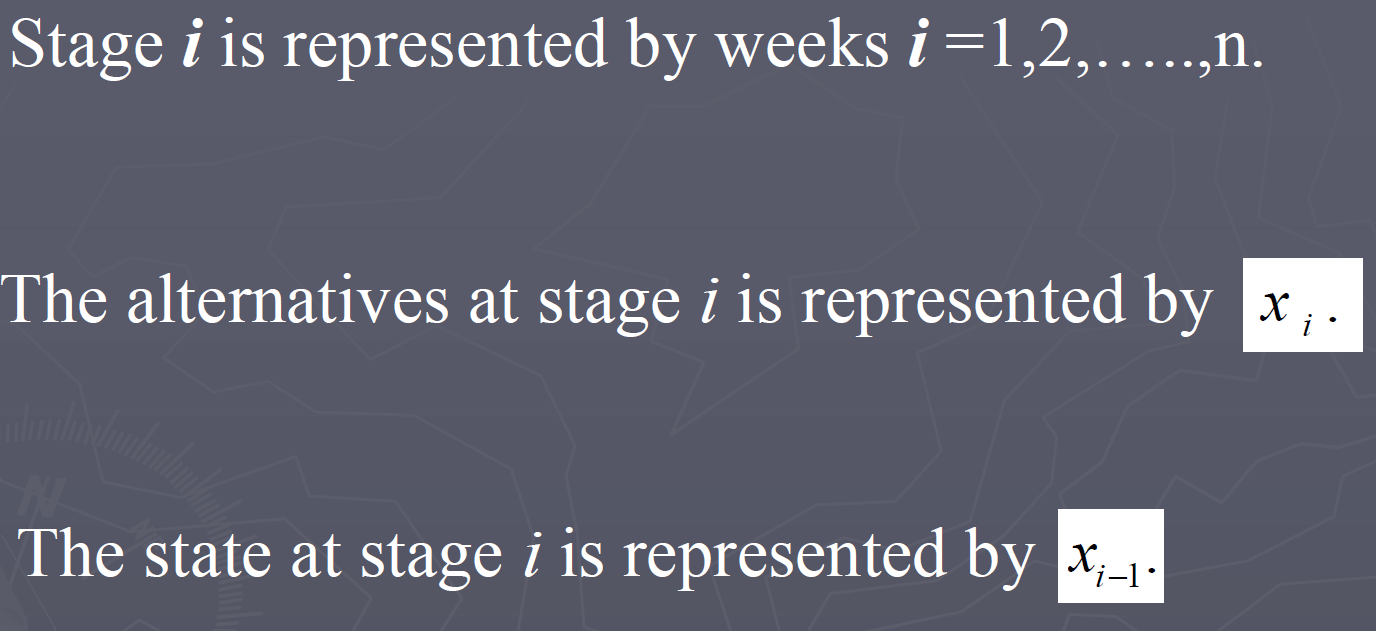 Stage i is represented by weeks i =1,2,…..,n.
The alternatives at stage i is represented by x i .
The state at stage i is represented by xi−1.
N